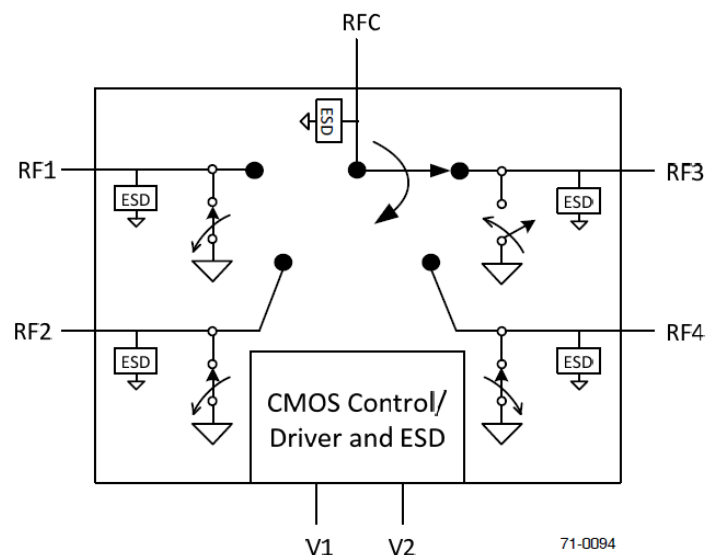 RFC
ESD
RF1
RF3
ESD
ESD
RF2
RF4
ESD
ESD
CMOS Control/
Driver and ESD
V1
V2
71-0094